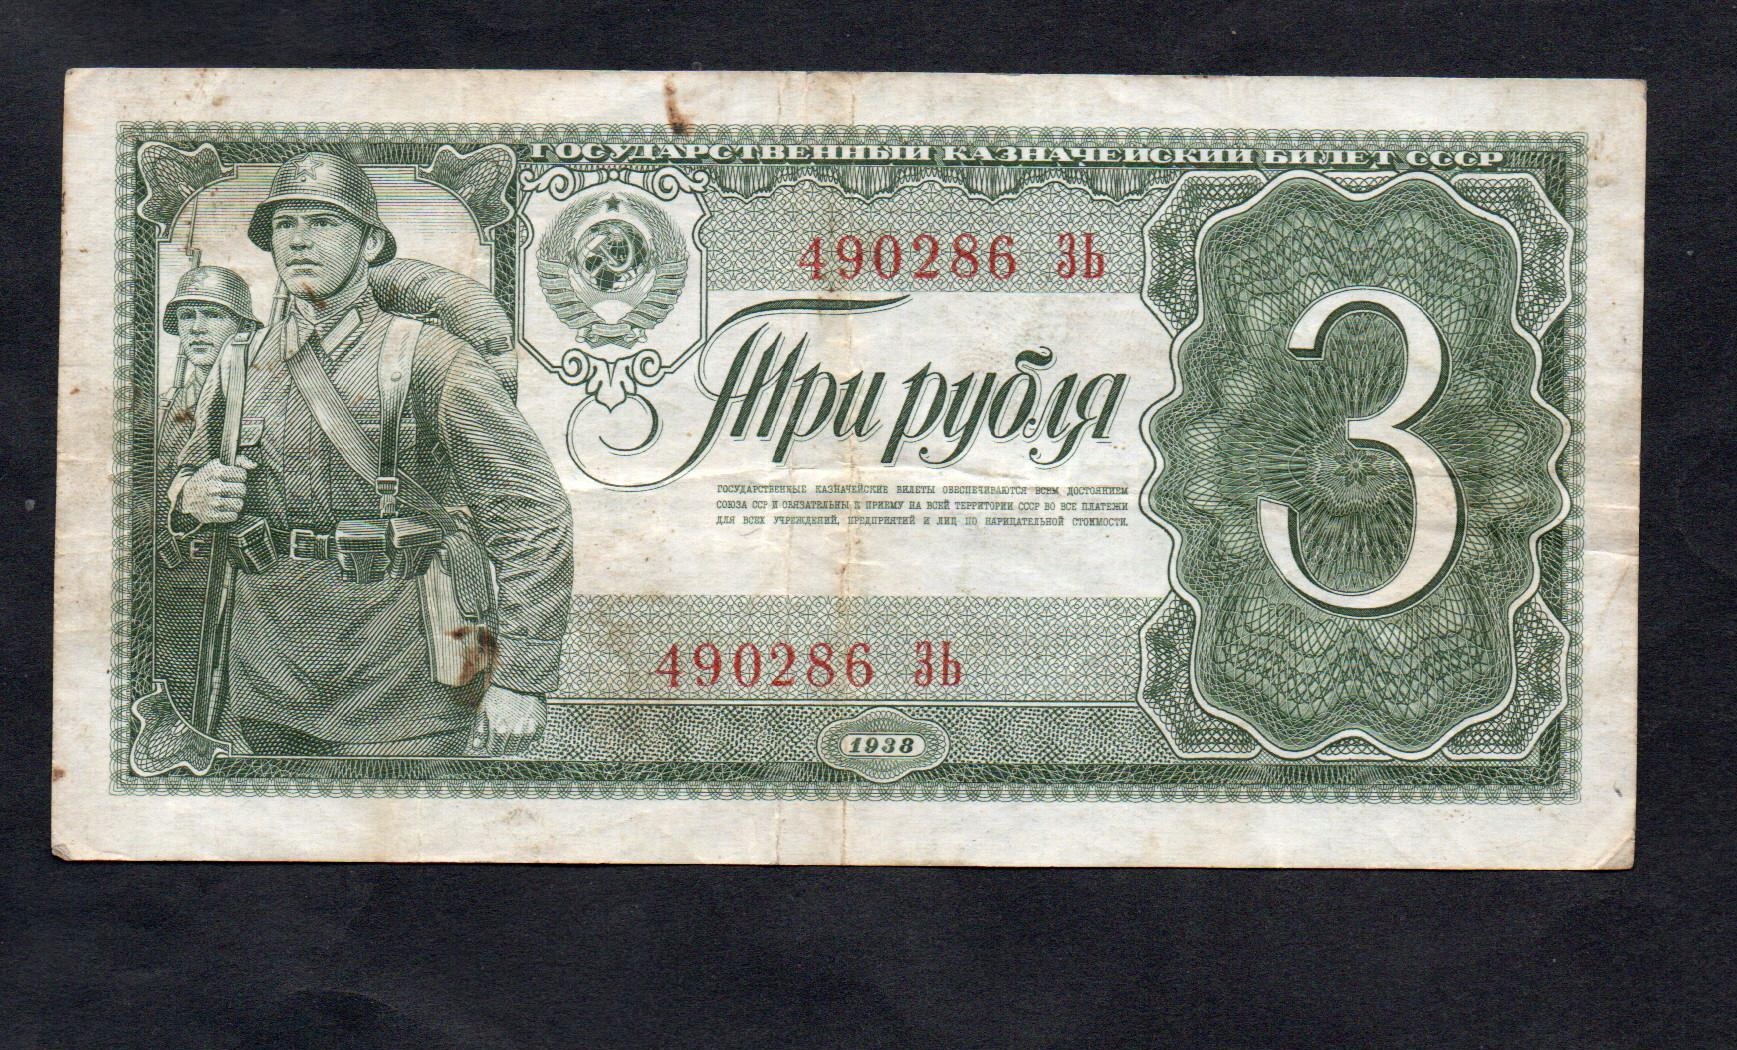 ГОСУДАРСТВЕННЫЙ КАЗНАЧЕЙСКИЙ БИЛЕТ СССР
490286 ЗЬ
Три рубля
3
ГОСУДАРСТВЕННЫЕ КАЗНАЧЕЙСКИЕ БИЛЕТЫ ОБЕСПЕЧИВАЮТСЯ ВСЕМ ДОСТОЯНИЕМ
СОЮЗА ССР И ОБЯЗАТЕЛЬНЫ К ПРИЕМУ НА ВСЕЙ ТЕРРИТОРИИ СССР ВО ВСЕ ПЛАТЕЖИ
ДЛЯ ВСЕХ УЧРЕЖДЕНИЙ, ПРЕДПРИЯТИЙ И ЛИЦ ПО НАРИЦАТЕЛЬНОЙ СТОИМОСТИ.
490286 ЗЬ
1938